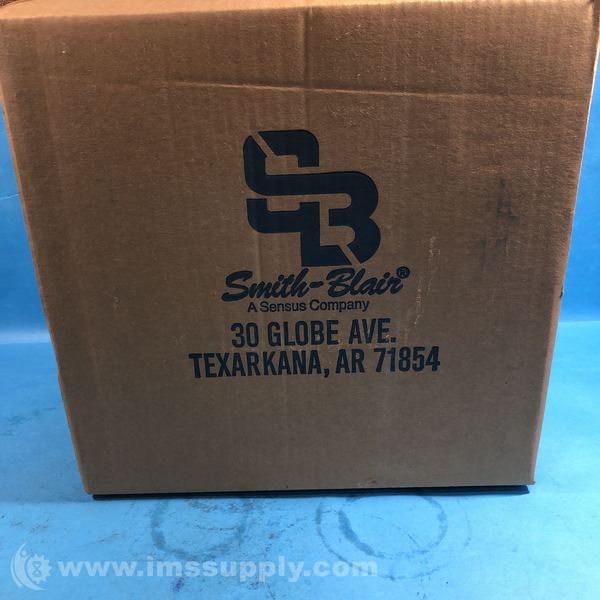 SB
Smith-Blair®
A Sensus Company
30 GLOBE AVE.
TEXARKANA, AR 71854
www.imssupply.com